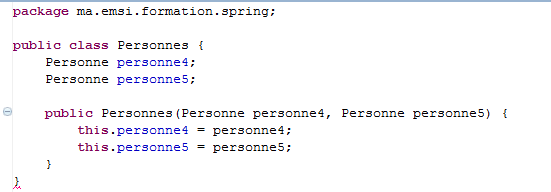 package ma.emsi.formation.spring;
public class Personnes {
Personne personne4;
Personne personne5;
public Personnes(Personne personne4, Personne personne5) {
this.personne4 = personne4;
this.personne5 = personne5;
}
}